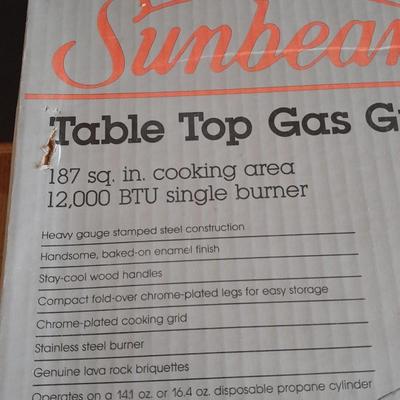 Sunbeam
Table Top Gas G
187 sq. in. cooking area
12,000 BTU single burner
Heavy gauge stamped steel construction
Handsome, baked-on enamel finish
Stay-cool wood handles
Compact fold-over chrome-plated legs for easy storage
Chrome-plated cooking grid
Stainless steel burner
Genuine lava rock briquettes
Operates on a 14.1 oz. or 16.4 oz. disposable propane cylinder